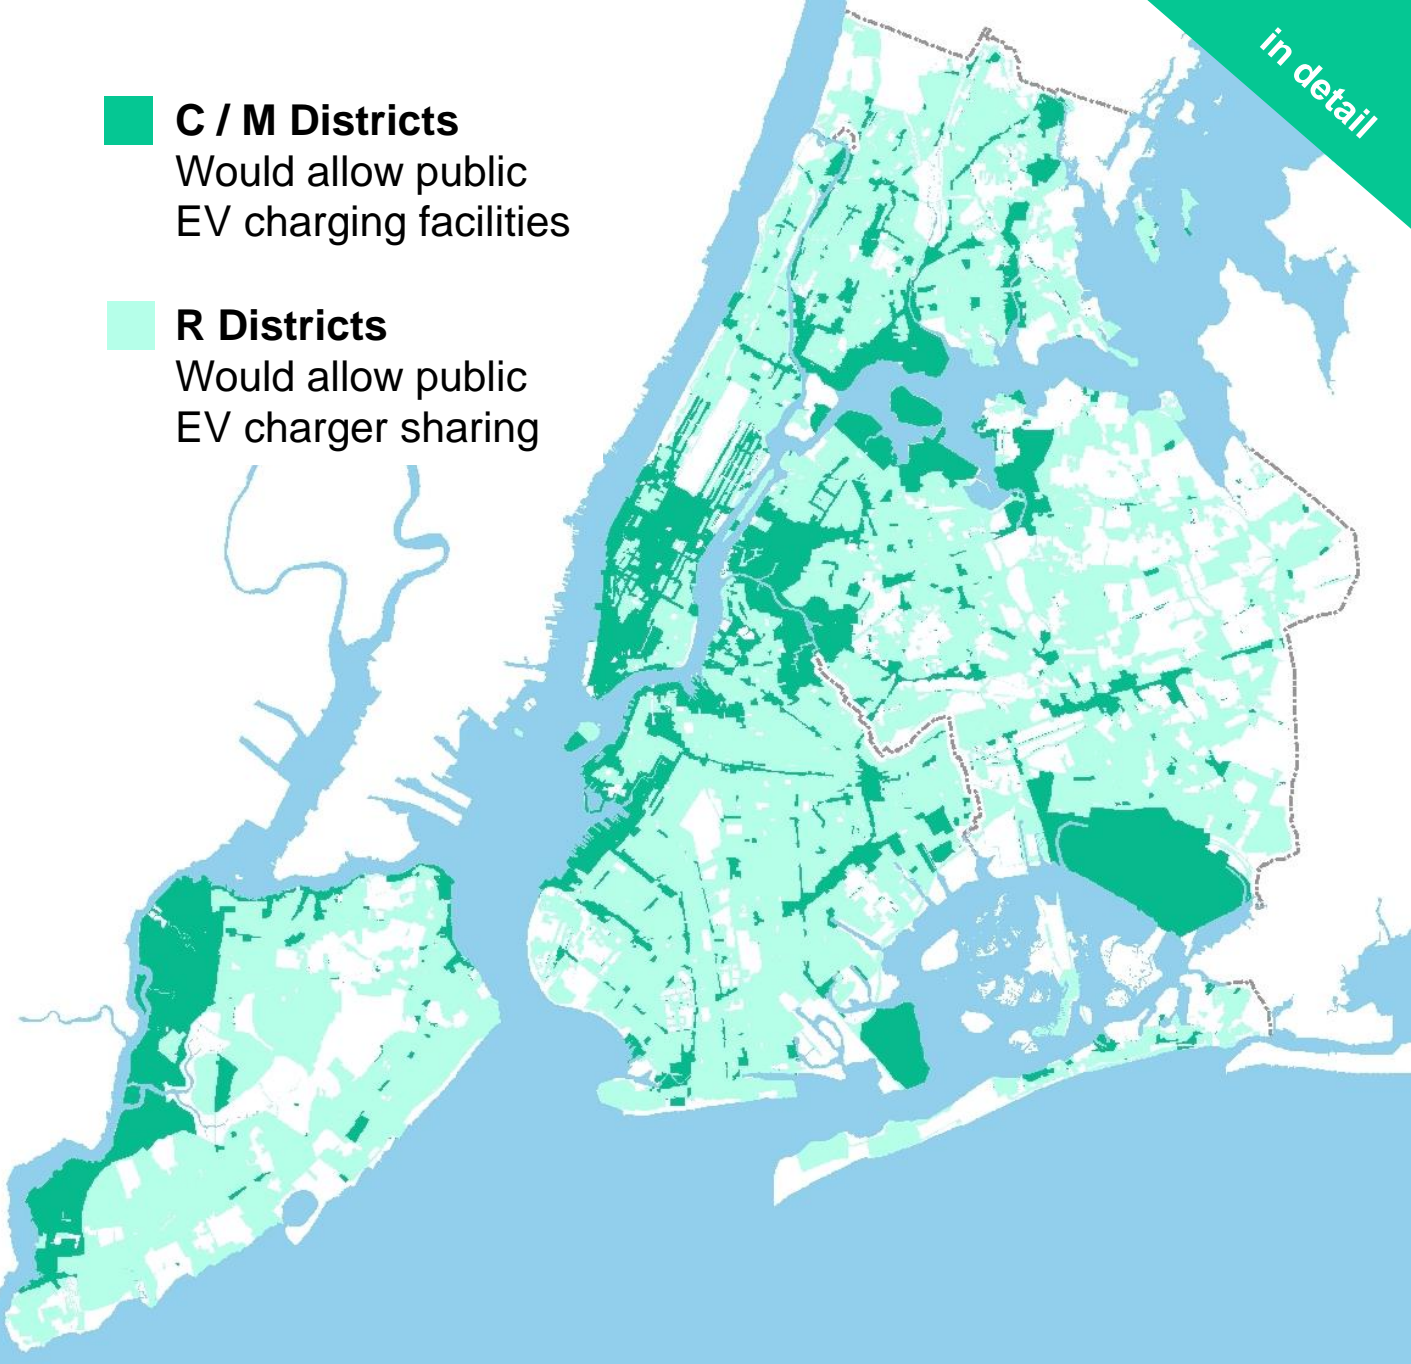 in detail
C / M Districts
Would allow public
EV charging facilities
R Districts
Would allow public
EV charger sharing